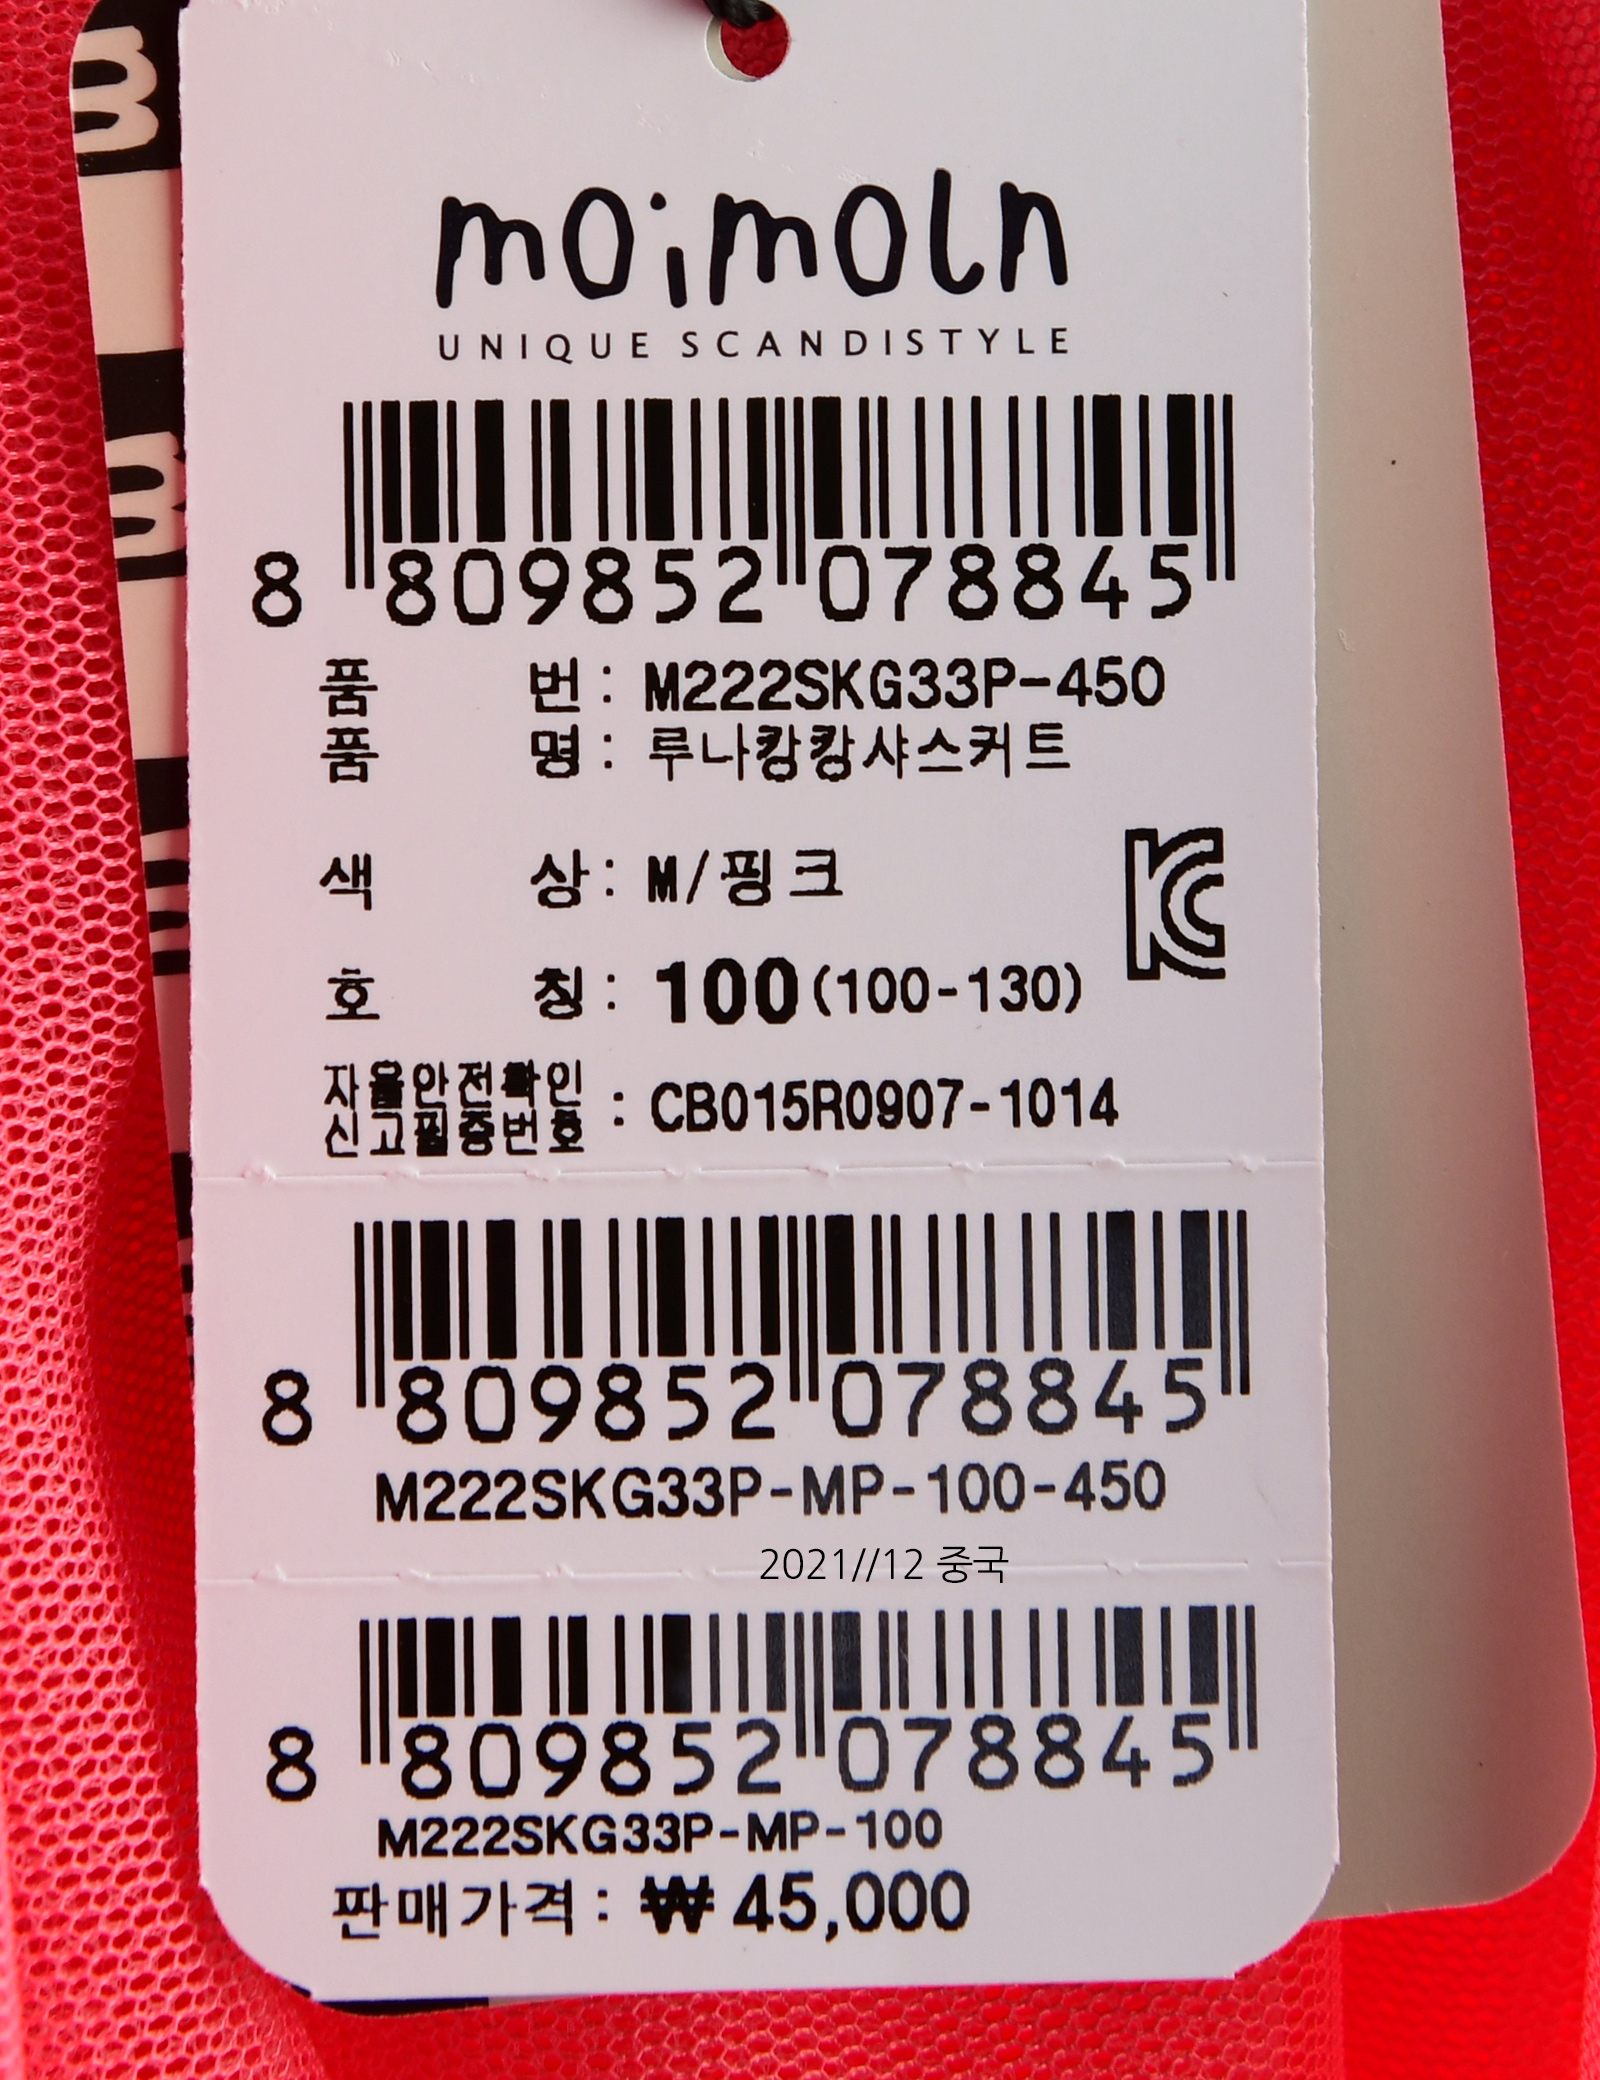 moimoln
UNIQUE SCANDISTYLE
8 809852 078845
품 번 : M222SKG33P-450
품 명 : 루나캉캉샤스커트
색 상 : M/핑크
호 칭 : 100(100-130)
자율안전확인
신고필증번호 : CB015R0907-1014
8 809852 078845
M222SKG33P-MP-100-450
2021//12 중국
8 809852 078845
M222SKG33P-MP-100
판매가격 : ₩ 45,000